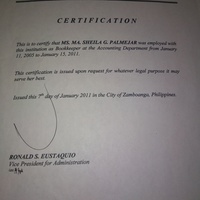 CERTIFICATION
This is to certify that MS. MA. SHEILA G. PALMEJAR was employed with
this institution as Bookkeeper at the Accounting Department from January
11, 2005 to January 15, 2011.
This certification is issued upon request for whatever legal purpose it may
serve her best.
Issued this 7th day of January 2011 in the City of Zamboanga, Philippines.
RONALD S. EUSTAQUIO
Vice President for Administration